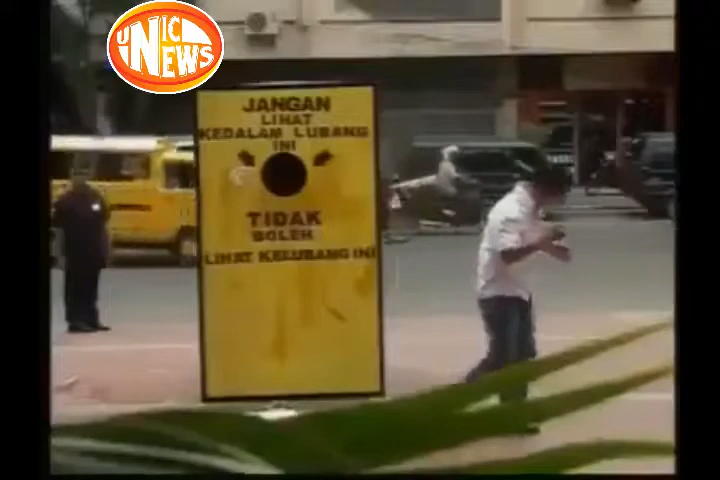 UNIC
NEWS
JANGAN
LIHAT
KEDALAM LUBANG
INI
TIDAK
BOLEH
LIHAT KELUBANG INI